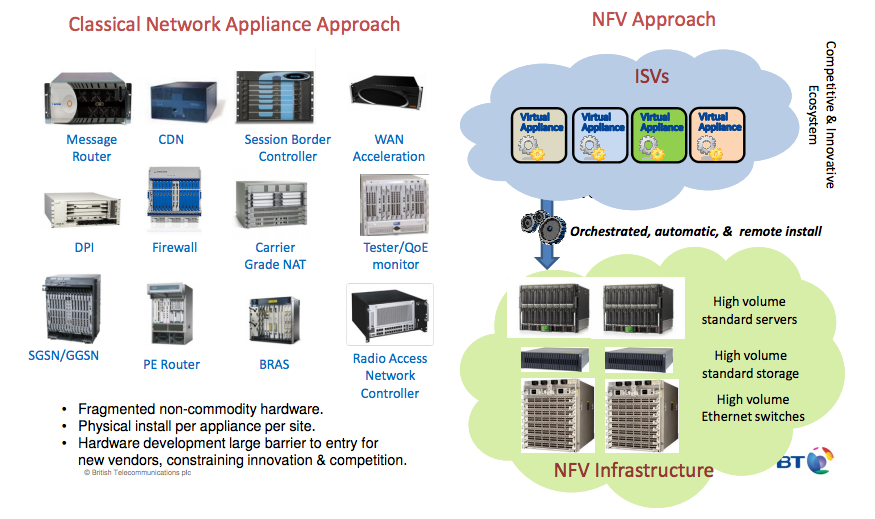 Classical Network Appliance Approach
Message
Router
CDN
Session Border
Controller
WAN
Acceleration
DPI
Firewall
Carrier
Grade NAT
Tester/QoE
monitor
SGSN/GGSN
PE Router
BRAS
Radio Access
Network
Controller
• Fragmented non-commodity hardware.
• Physical install per appliance per site.
• Hardware development large barrier to entry for
new vendors, constraining innovation & competition.
© British Telecommunications plc
NFV Approach
ISVs
Virtual
Appliance
Virtual
Appliance
Virtual
Appliance
Virtual
Appliance
Competitive & Innovative
Ecosystem
Orchestrated, automatic, & remote install
High volume
standard servers
High volume
standard storage
High volume
Ethernet switches
NFV Infrastructure
BT